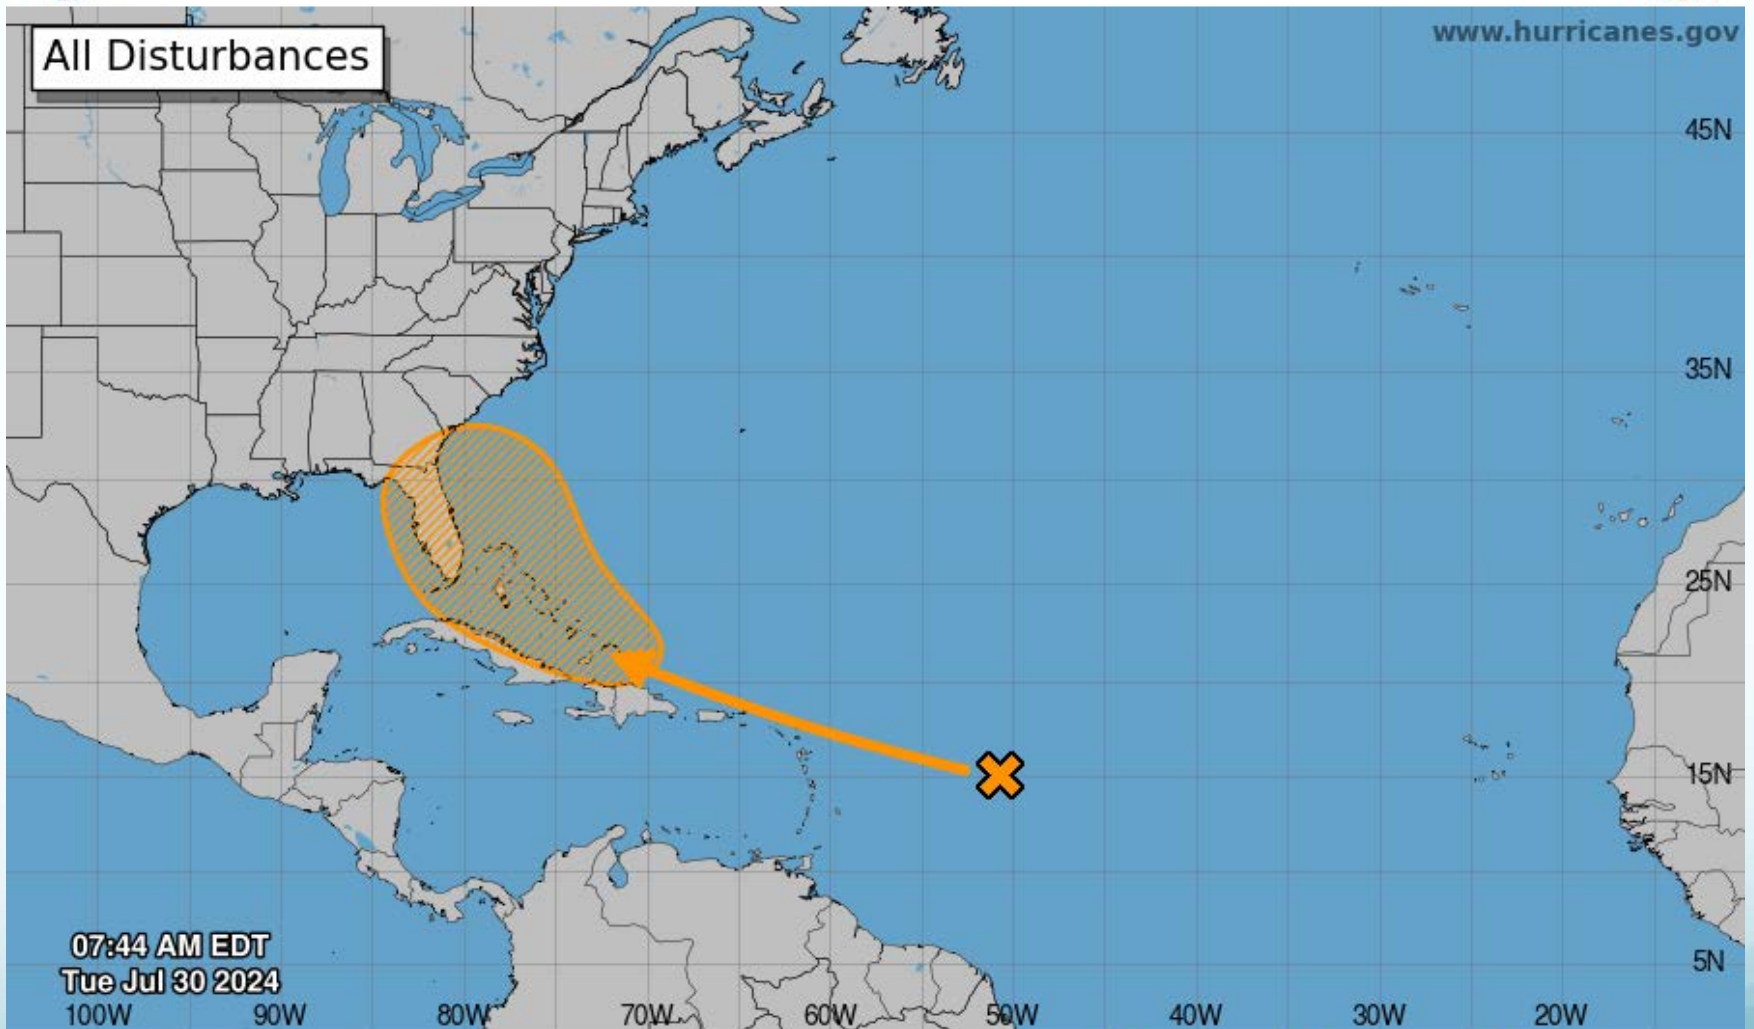 All Disturbances
www.hurricanes.gov
45N
35N
25N
15N
5N
07:44 AM EDT
Tue Jul 30 2024
100W 90W 80W 70W 60W 50W 40W 30W 20W